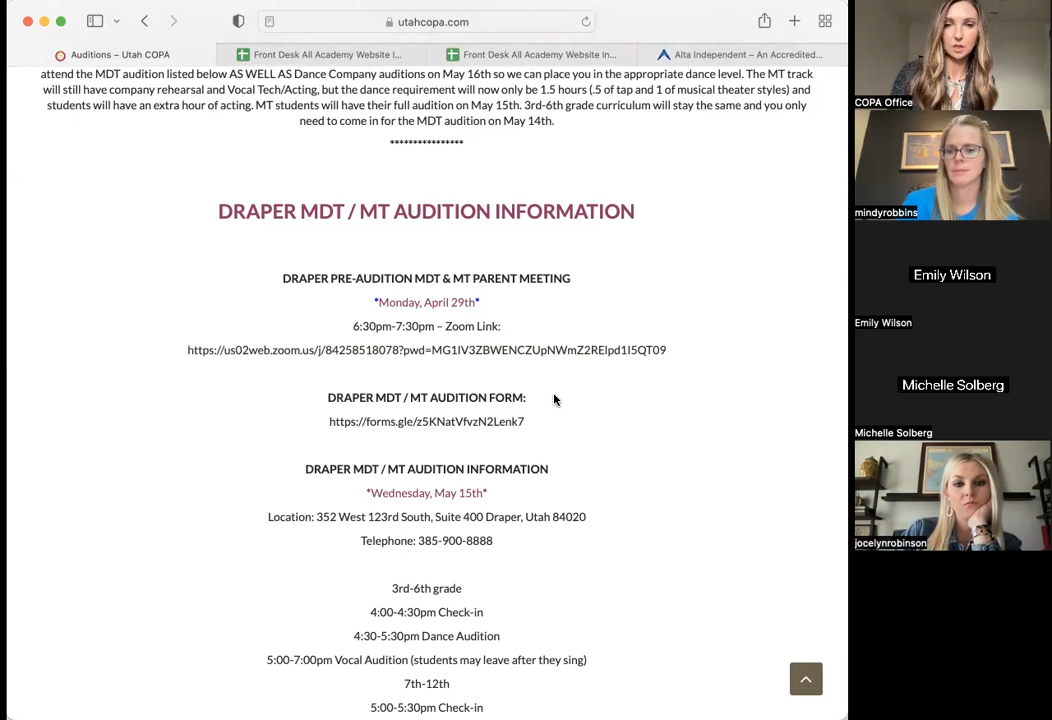 utahcopa.com
Auditions – Utah COPA
Front Desk All Academy Website I...
Front Desk All Academy Website In...
Alta Independent – An Accredited...
attend the MDT audition listed below AS WELL AS Dance Company auditions on May 16th so we can place you in the appropriate dance level. The MT track
will still have company rehearsal and Vocal Tech/Acting, but the dance requirement will now only be 1.5 hours (.5 of tap and 1 of musical theater styles) and
students will have an extra hour of acting. MT students will have their full audition on May 15th. 3rd-6th grade curriculum will stay the same and you only
need to come in for the MDT audition on May 14th.
****************
DRAPER MDT / MT AUDITION INFORMATION
DRAPER PRE-AUDITION MDT & MT PARENT MEETING
*Monday, April 29th*
6:30pm-7:30pm – Zoom Link:
https://us02web.zoom.us/j/84258518078?pwd=MG1IV3ZBWENCZUpNWmZ2RElpd1I5QT09
DRAPER MDT / MT AUDITION FORM:
https://forms.gle/z5KNatVfvzN2Lenk7
DRAPER MDT / MT AUDITION INFORMATION
*Wednesday, May 15th*
Location: 352 West 123rd South, Suite 400 Draper, Utah 84020
Telephone: 385-900-8888
3rd-6th grade
4:00-4:30pm Check-in
4:30-5:30pm Dance Audition
5:00-7:00pm Vocal Audition (students may leave after they sing)
7th-12th
5:00-5:30pm Check-in
COPA Office
mindyrobbins
Emily Wilson
Emily Wilson
Michelle Solberg
Michelle Solberg
jocelynrobinson